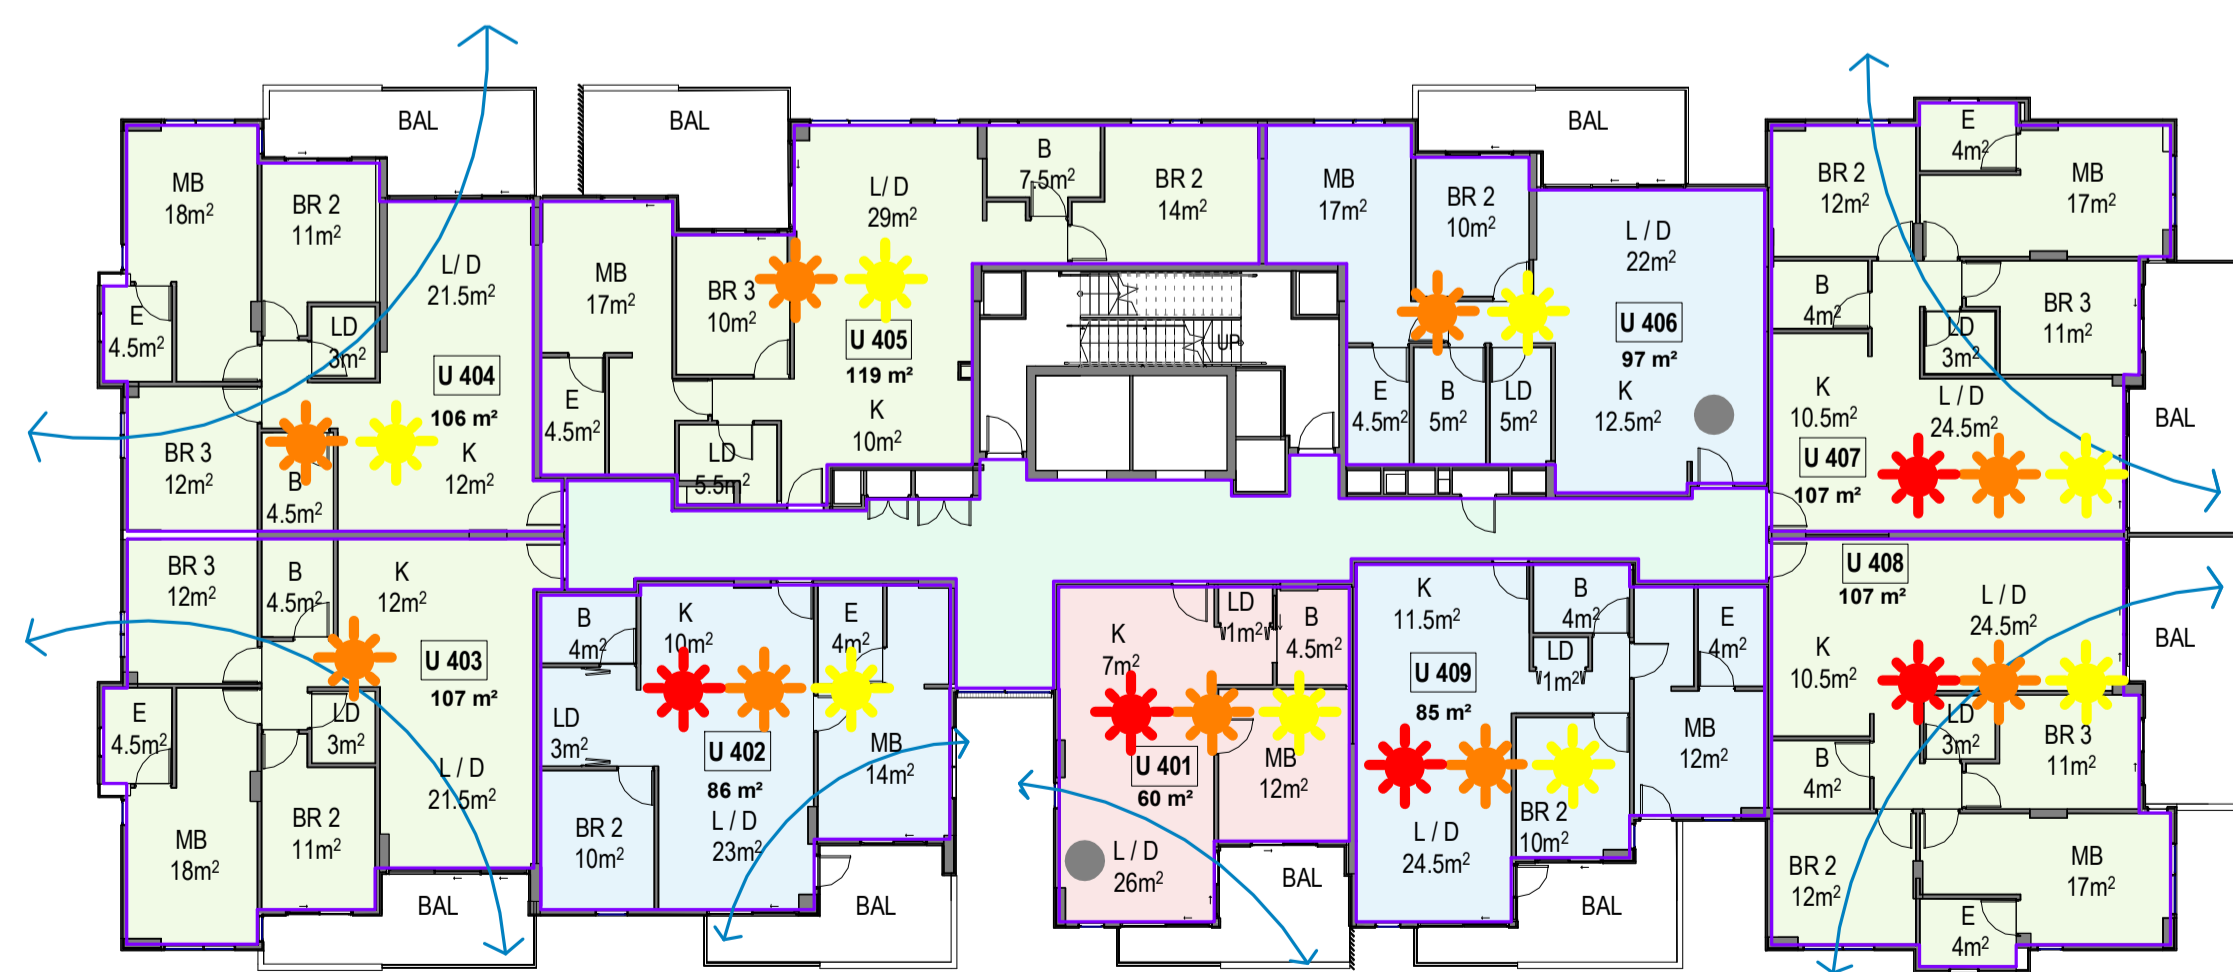 BAL
MB
18m²
BR 2
11m²
L/ D
21.5m²
E
4.5m²
LD
3m²
U 404
106 m²
BR 3
12m²
B
4.5m²
K
12m²
BAL
MB
17m²
BR 3
10m²
L/ D
29m²
B
7.5m²
BR 2
14m²
E
4.5m²
LD
5.5m²
U 405
119 m²
K
10m²
UP
BAL
MB
17m²
BR 2
10m²
L / D
22m²
U 406
97 m²
E
4.5m²
B
5m²
LD
5m²
K
12.5m²
BR 2
12m²
E
4m²
MB
17m²
B
4m²
LD
3m²
BR 3
11m²
K
10.5m²
L / D
24.5m²
U 407
107 m²
BAL
BR 3
12m²
B
4.5m²
K
12m²
U 403
107 m²
E
4.5m²
LD
3m²
L / D
21.5m²
MB
18m²
BR 2
11m²
BAL
B
4m²
K
10m²
E
4m²
LD
3m²
U 402
86 m²
MB
14m²
BR 2
10m²
L / D
23m²
BAL
K
7m²
LD
1m²
B
4.5m²
U 401
60 m²
MB
12m²
L / D
26m²
BAL
K
11.5m²
B
4m²
LD
1m²
E
4m²
U 409
85 m²
MB
12m²
L / D
24.5m²
BR 2
10m²
BAL
U 408
107 m²
L / D
24.5m²
K
10.5m²
BAL
LD
3m²
BR 3
11m²
B
4m²
BR 2
12m²
MB
17m²
E
4m²